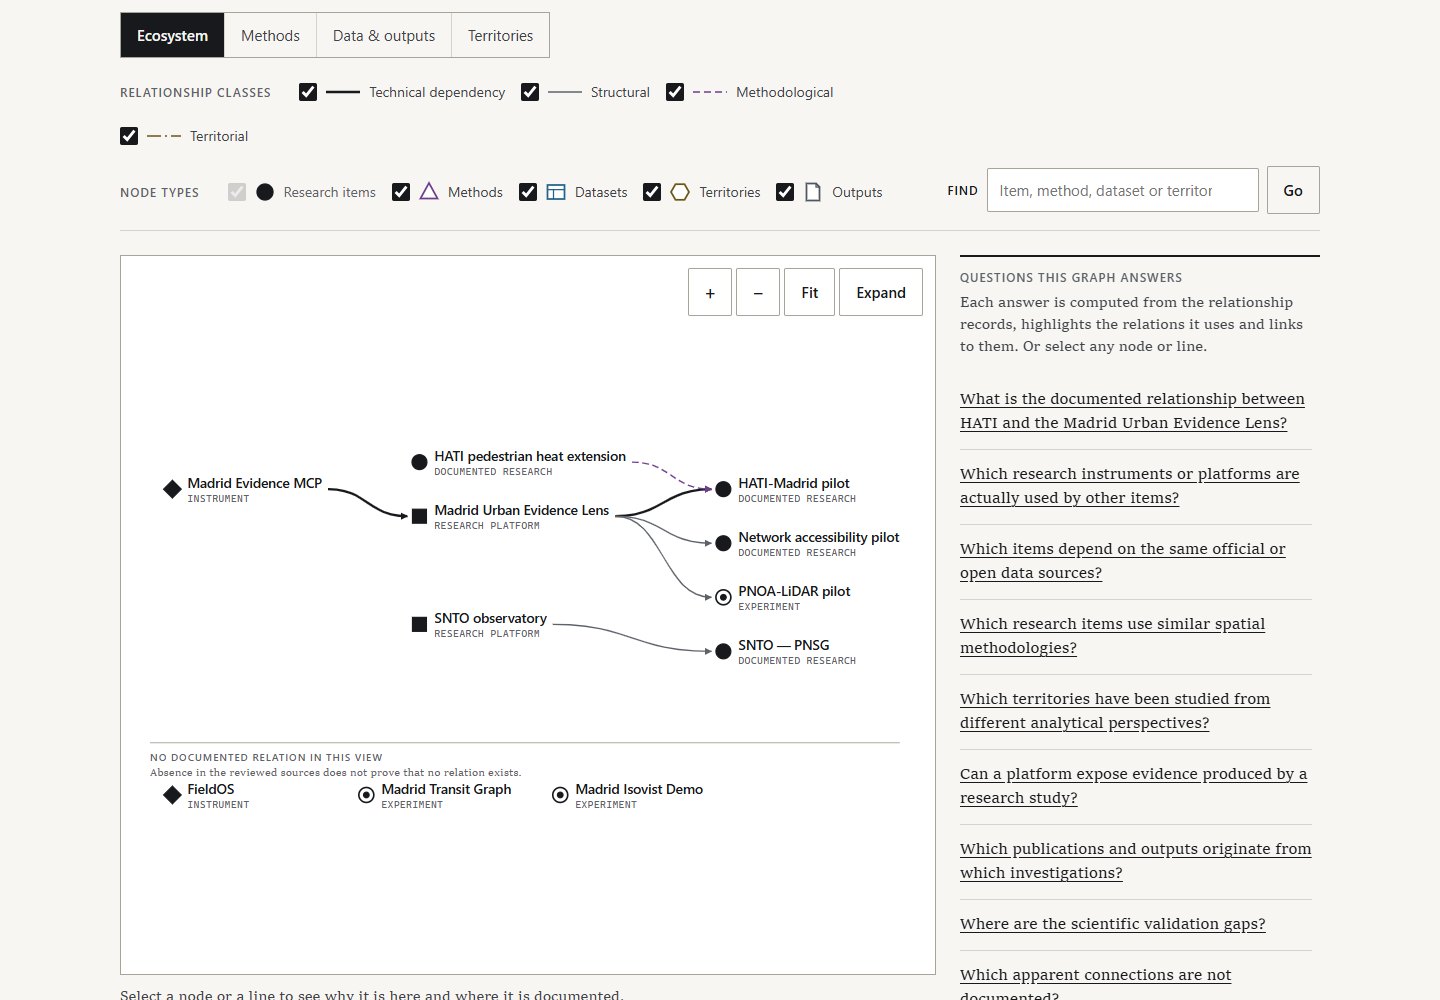 Ecosystem
Methods
Data & outputs
Territories
RELATIONSHIP CLASSES
Technical dependency
Structural
Methodological
Territorial
NODE TYPES
Research items
Methods
Datasets
Territories
Outputs
FIND
Item, method, dataset or territor
Go
+
−
Fit
Expand
HATI pedestrian heat extension
DOCUMENTED RESEARCH
Madrid Evidence MCP
INSTRUMENT
HATI-Madrid pilot
DOCUMENTED RESEARCH
Madrid Urban Evidence Lens
RESEARCH PLATFORM
Network accessibility pilot
DOCUMENTED RESEARCH
PNOA-LiDAR pilot
EXPERIMENT
SNTO observatory
RESEARCH PLATFORM
SNTO — PNSG
DOCUMENTED RESEARCH
NO DOCUMENTED RELATION IN THIS VIEW
Absence in the reviewed sources does not prove that no relation exists.
FieldOS
INSTRUMENT
Madrid Transit Graph
EXPERIMENT
Madrid Isovist Demo
EXPERIMENT
Select a node or a line to see why it is here and where it is documented.
QUESTIONS THIS GRAPH ANSWERS
Each answer is computed from the relationship
records, highlights the relations it uses and links
to them. Or select any node or line.
What is the documented relationship between
HATI and the Madrid Urban Evidence Lens?
Which research instruments or platforms are
actually used by other items?
Which items depend on the same official or
open data sources?
Which research items use similar spatial
methodologies?
Which territories have been studied from
different analytical perspectives?
Can a platform expose evidence produced by a
research study?
Which publications and outputs originate from
which investigations?
Where are the scientific validation gaps?
Which apparent connections are not
documented?